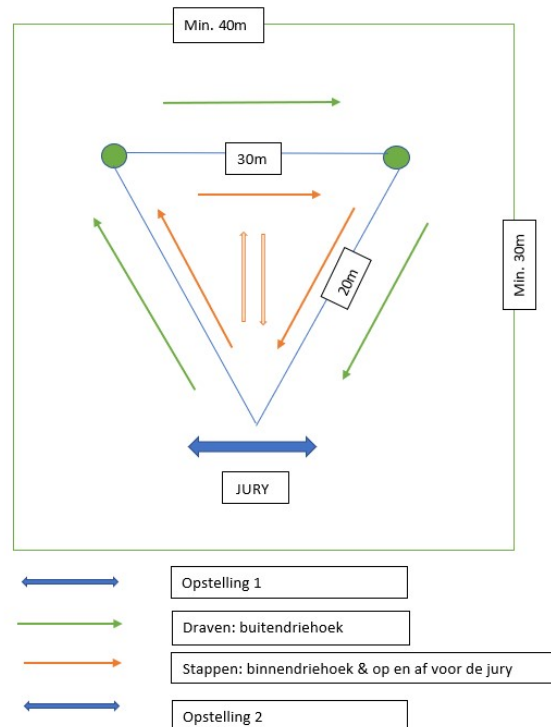 Min. 40m
30m
20m
Min. 30m
JURY
Opstelling 1
Draven: buitendriehoek
Stappen: binnendriehoek & op en af voor de jury
Opstelling 2